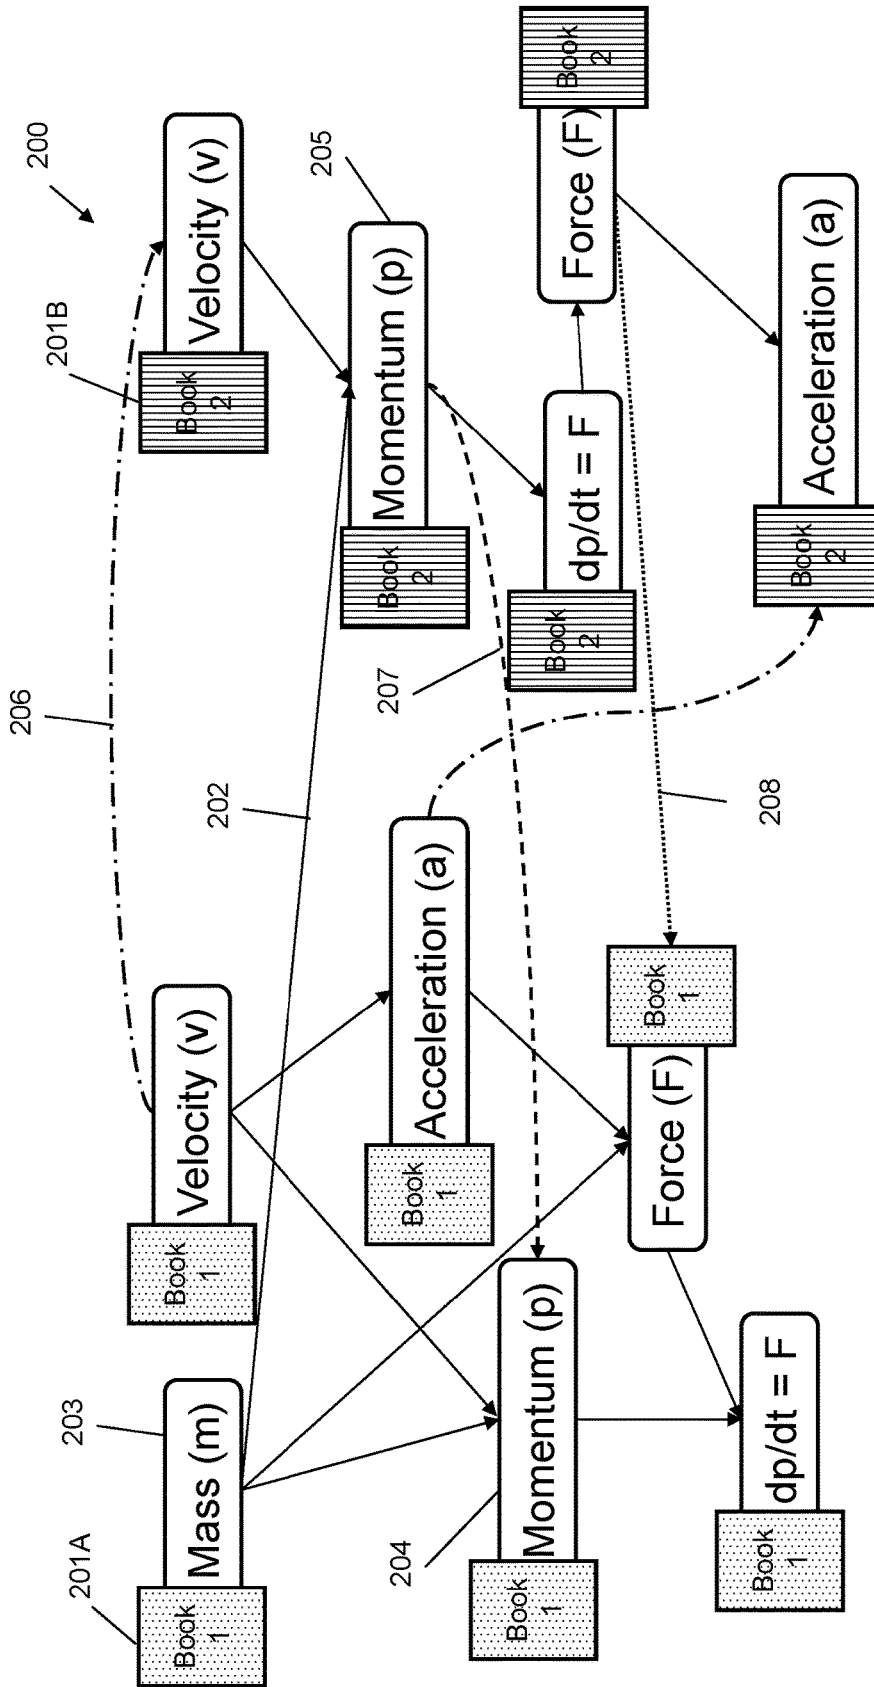 200
206
201A
Book
1
Mass (m)
203
Book
1
Velocity (v)
201B
Book
2
Velocity (v)
202
204
Book
1
Momentum (p)
Book
1
Acceleration (a)
Book
2
Momentum (p)
205
207
Book
1
dp/dt = F
Force (F)
Book
1
208
Book
2
dp/dt = F
Force (F)
Book
2
Book
2
Acceleration (a)